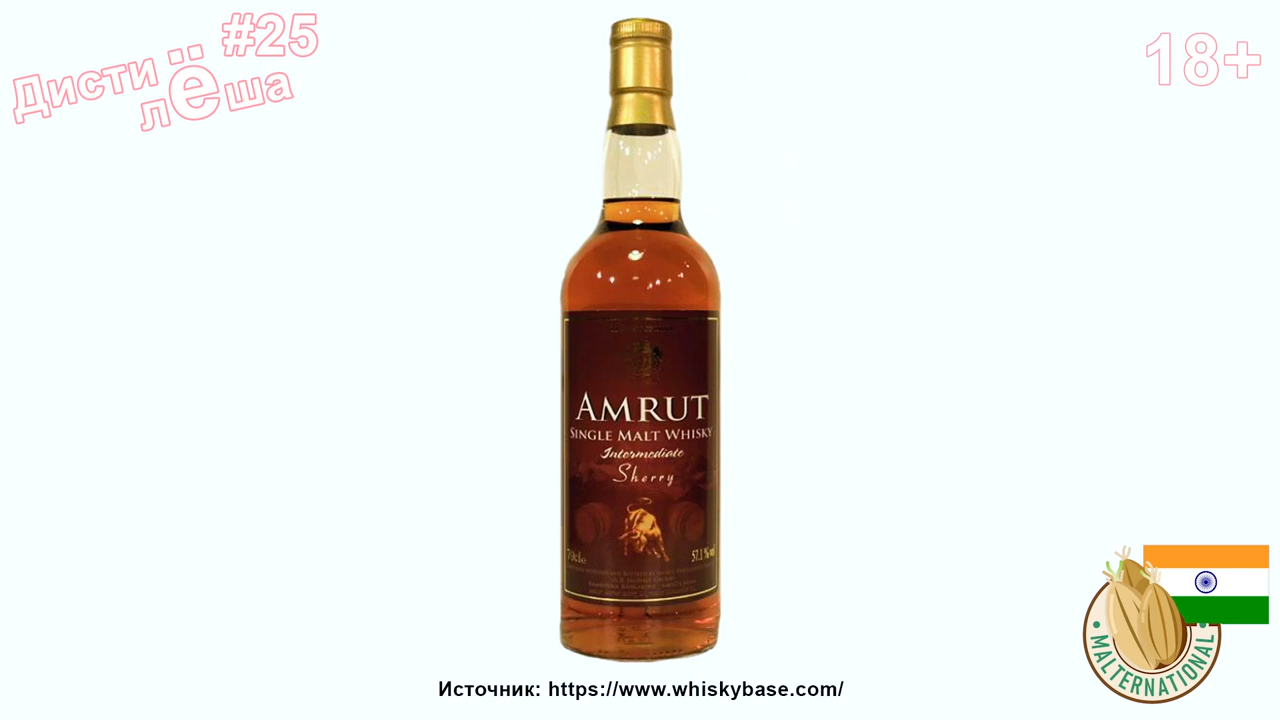 #25
Дисти
лёша
18+
AMRUT
SINGLE MALT WHISKY
Intermediate
Sherry
70cle
57.1 % vol
• MALTERNATIONAL •
Источник: https://www.whiskybase.com/